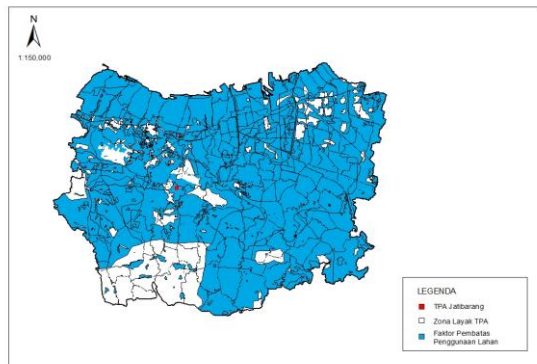 N
1:150,000
LEGENDA
TPA Jatibarang
Zona Layak TPA
Faktor Pembatas
Penggunaan Lahan